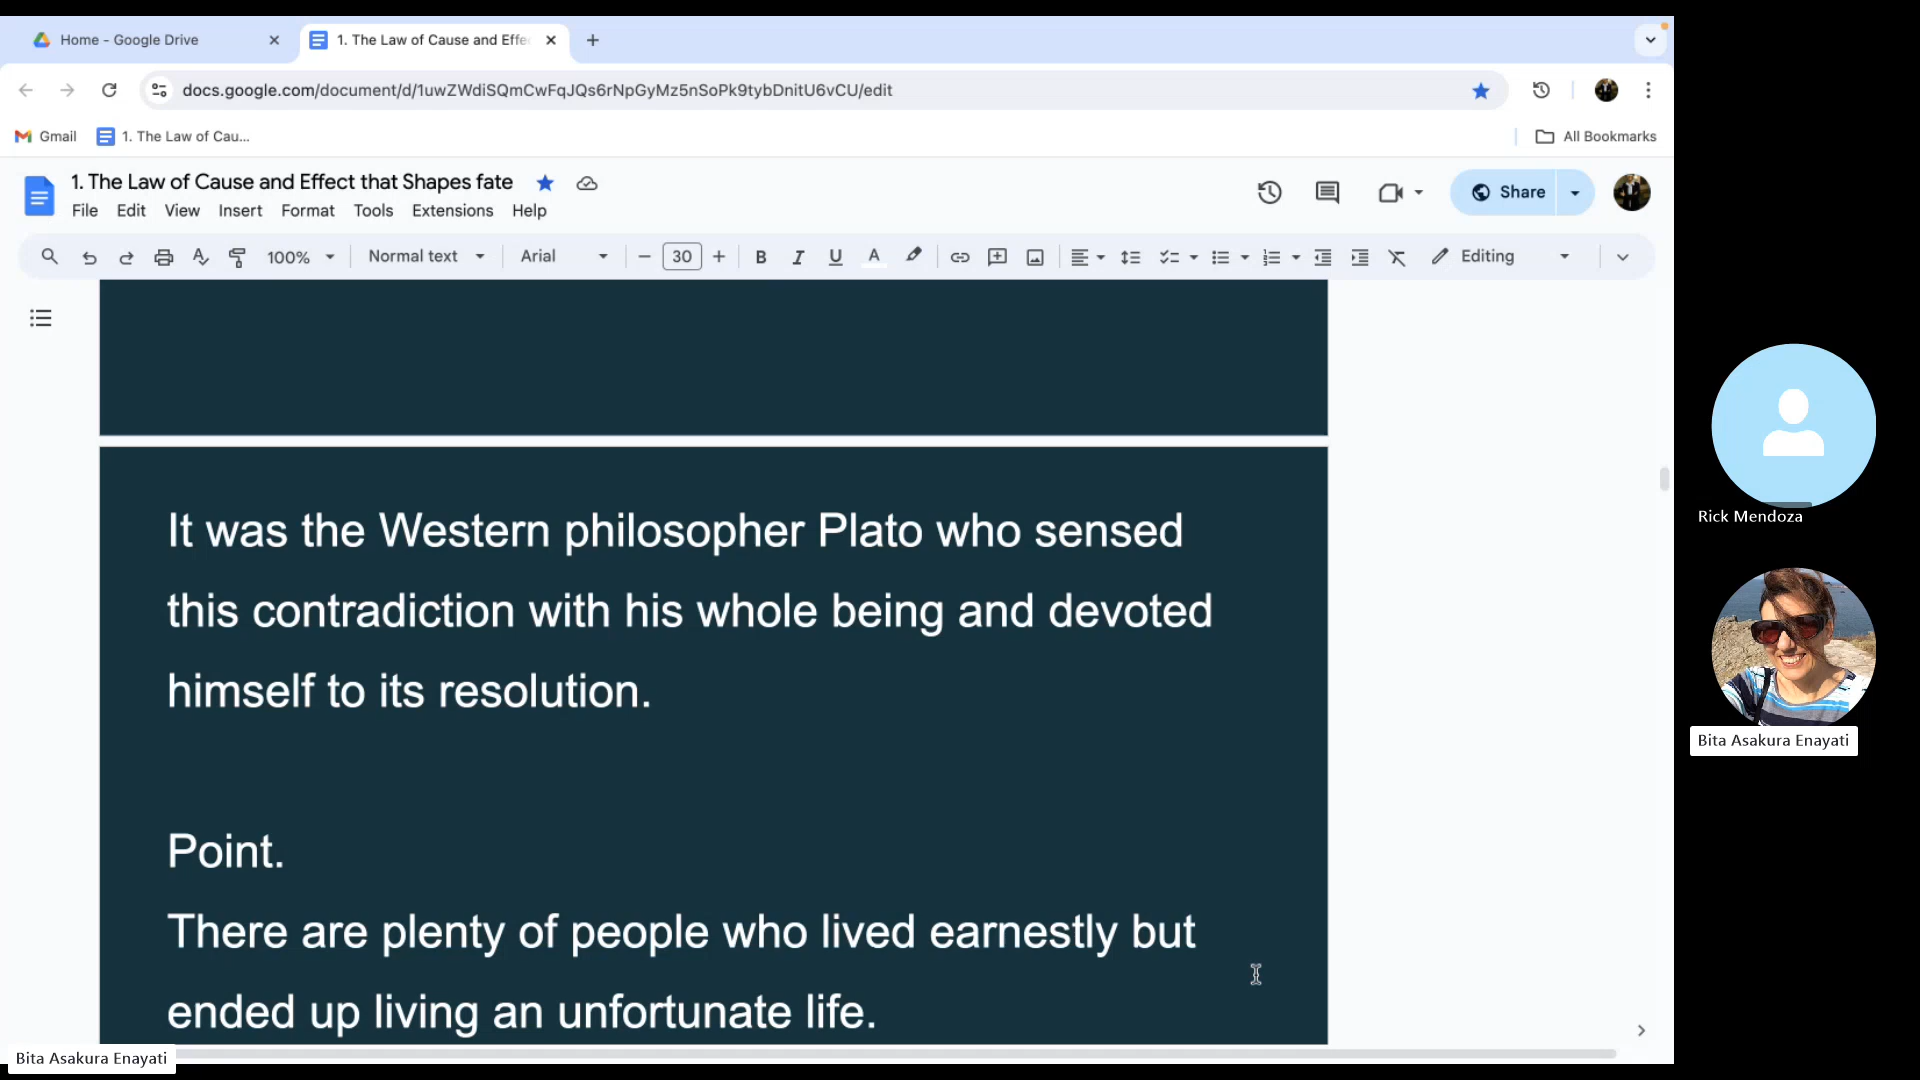 Home - Google Drive
1. The Law of Cause and Effe
docs.google.com/document/d/1uwZWdiSQmCwFqJQs6rNpGyMz5nSoPk9tybDnitU6vCU/edit
Gmail
1. The Law of Cau...
All Bookmarks
1. The Law of Cause and Effect that Shapes fate
Share
File Edit View Insert Format Tools Extensions Help
100% Normal text Arial 30 B I U A Editing
It was the Western philosopher Plato who sensed
this contradiction with his whole being and devoted
himself to its resolution.
Point.
There are plenty of people who lived earnestly but
ended up living an unfortunate life.
Rick Mendoza
Bita Asakura Enayati
Bita Asakura Enayati